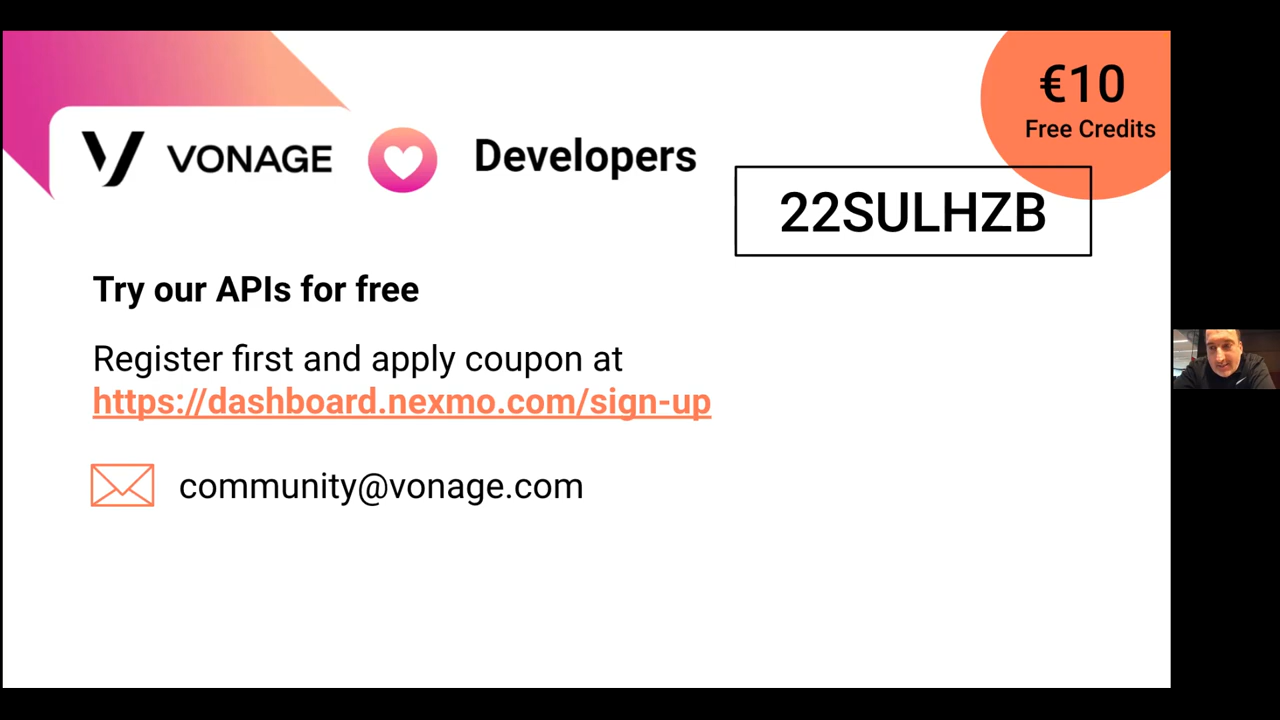 €10
Free Credits
VONAGE Developers
22SULHZB
Try our APIs for free
Register first and apply coupon at
https://dashboard.nexmo.com/sign-up
community@vonage.com